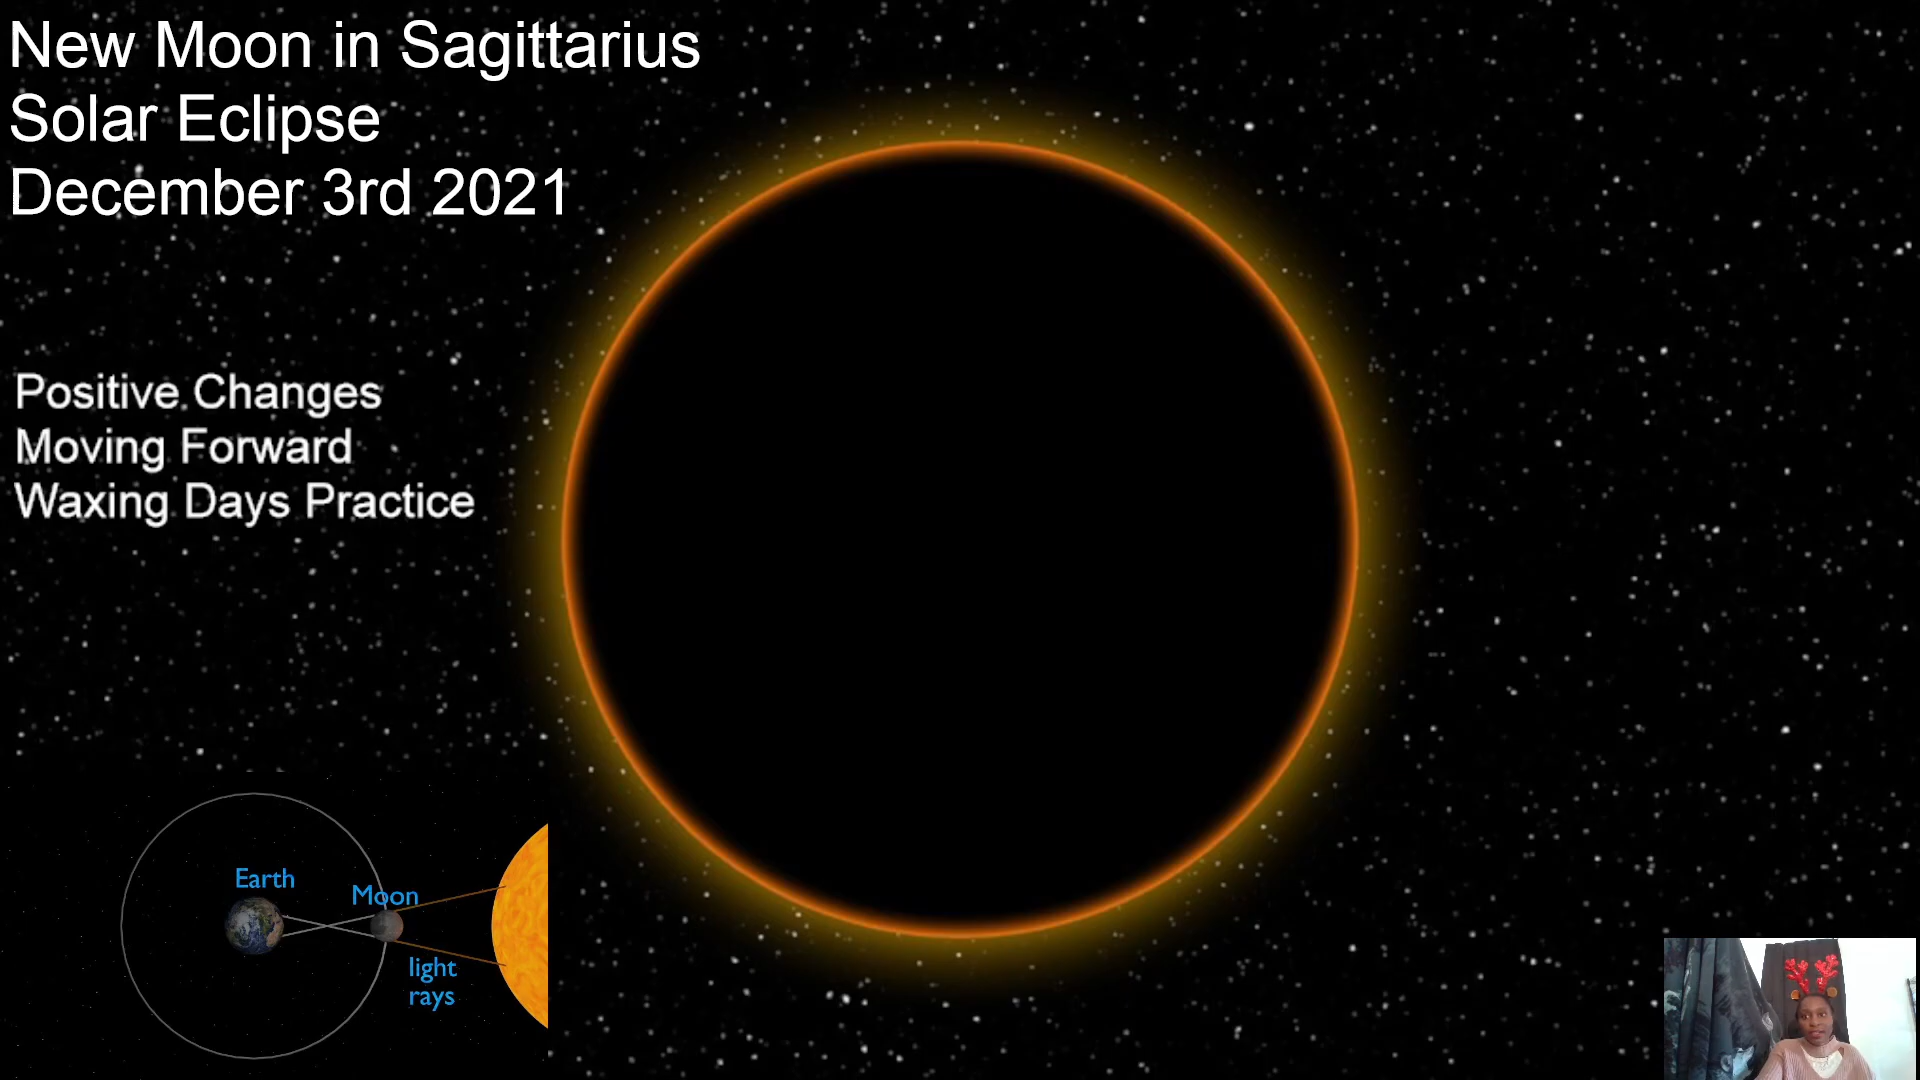 New Moon in Sagittarius
Solar Eclipse
December 3rd 2021
Positive Changes
Moving Forward
Waxing Days Practice
Earth
Moon
light
rays